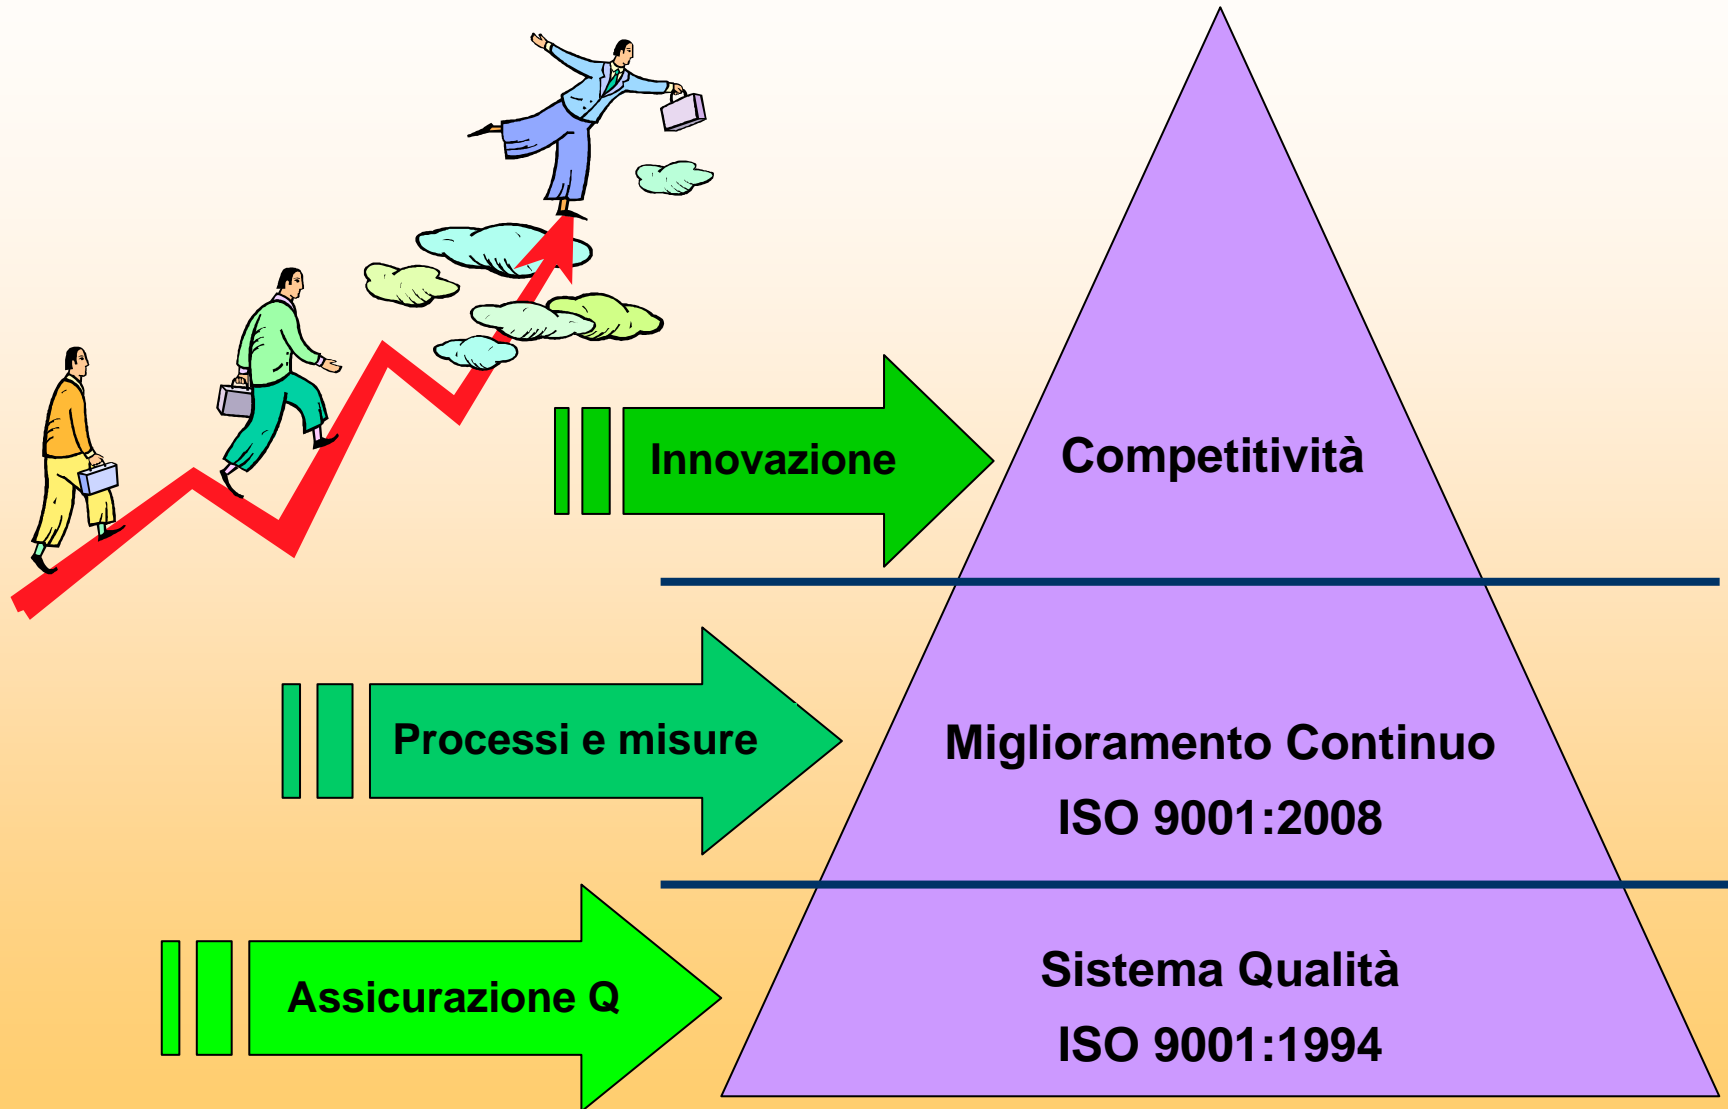 Innovazione
Competitività
Processi e misure
Miglioramento Continuo
ISO 9001:2008
Assicurazione Q
Sistema Qualità
ISO 9001:1994